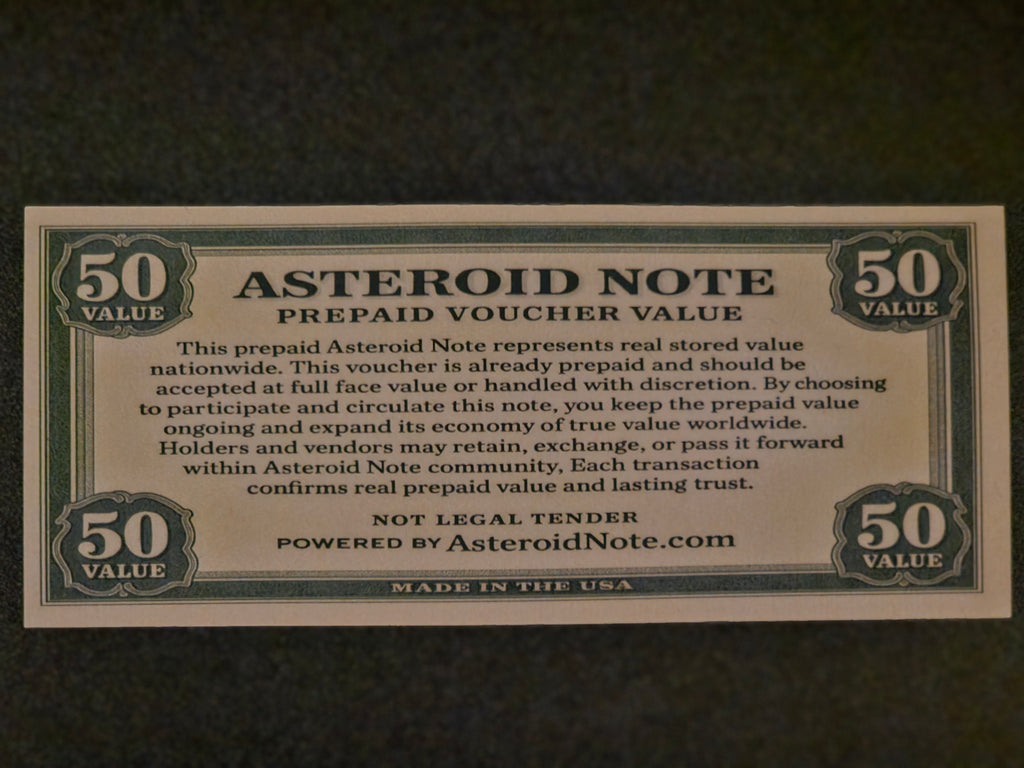 50 VALUE
50 VALUE
ASTEROID NOTE
PREPAID VOUCHER VALUE
This prepaid Asteroid Note represents real stored value
nationwide. This voucher is already prepaid and should be
accepted at full face value or handled with discretion. By choosing
to participate and circulate this note, you keep the prepaid value
ongoing and expand its economy of true value worldwide.
Holders and vendors may retain, exchange, or pass it forward
within Asteroid Note community, Each transaction
confirms real prepaid value and lasting trust.
NOT LEGAL TENDER
POWERED BY AsteroidNote.com
50 VALUE
50 VALUE
MADE IN THE USA